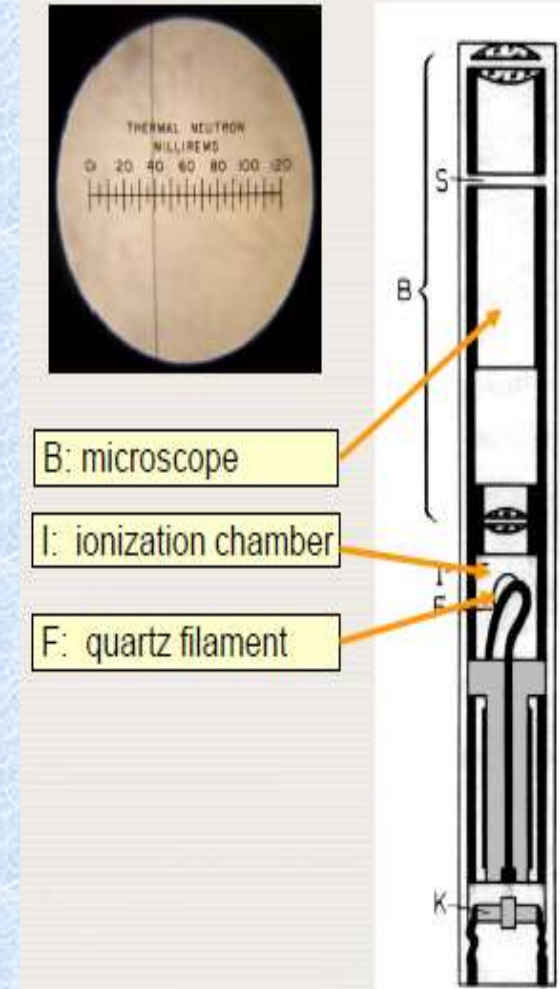 THERMAL NEUTRON
MILLIREMS
0 20 40 60 80 100 120
S
B
B: microscope
I: ionization chamber
I
F
F: quartz filament
K